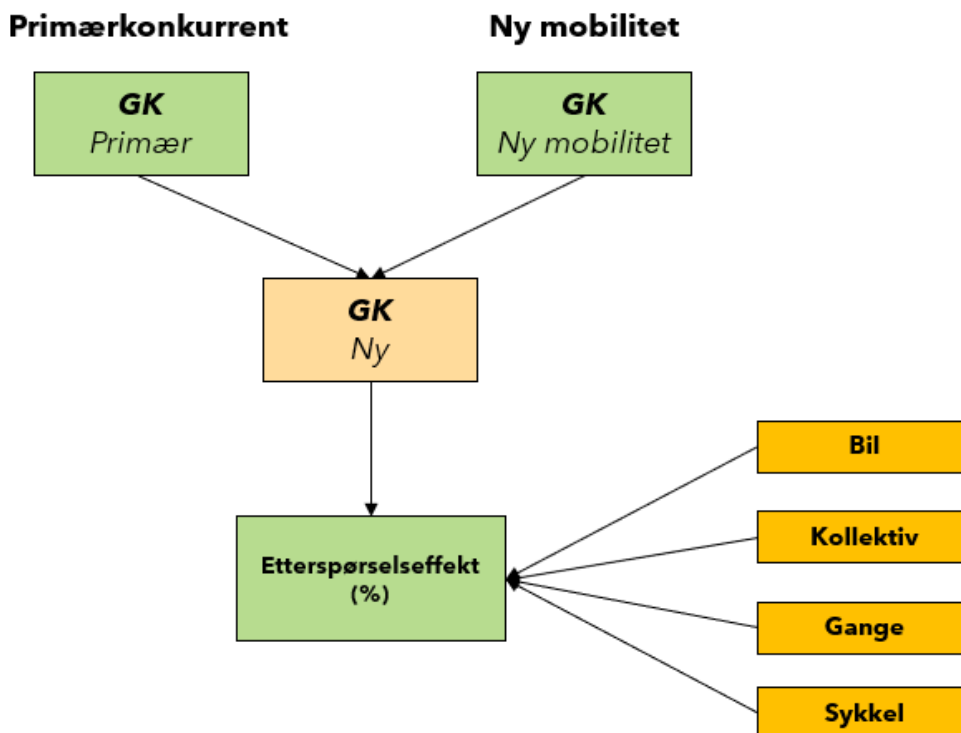 Primærkonkurrent
Ny mobilitet
GK
Primær
GK
Ny mobilitet
GK
Ny
Etterspørselseffekt
(%)
Bil
Kollektiv
Gange
Sykkel